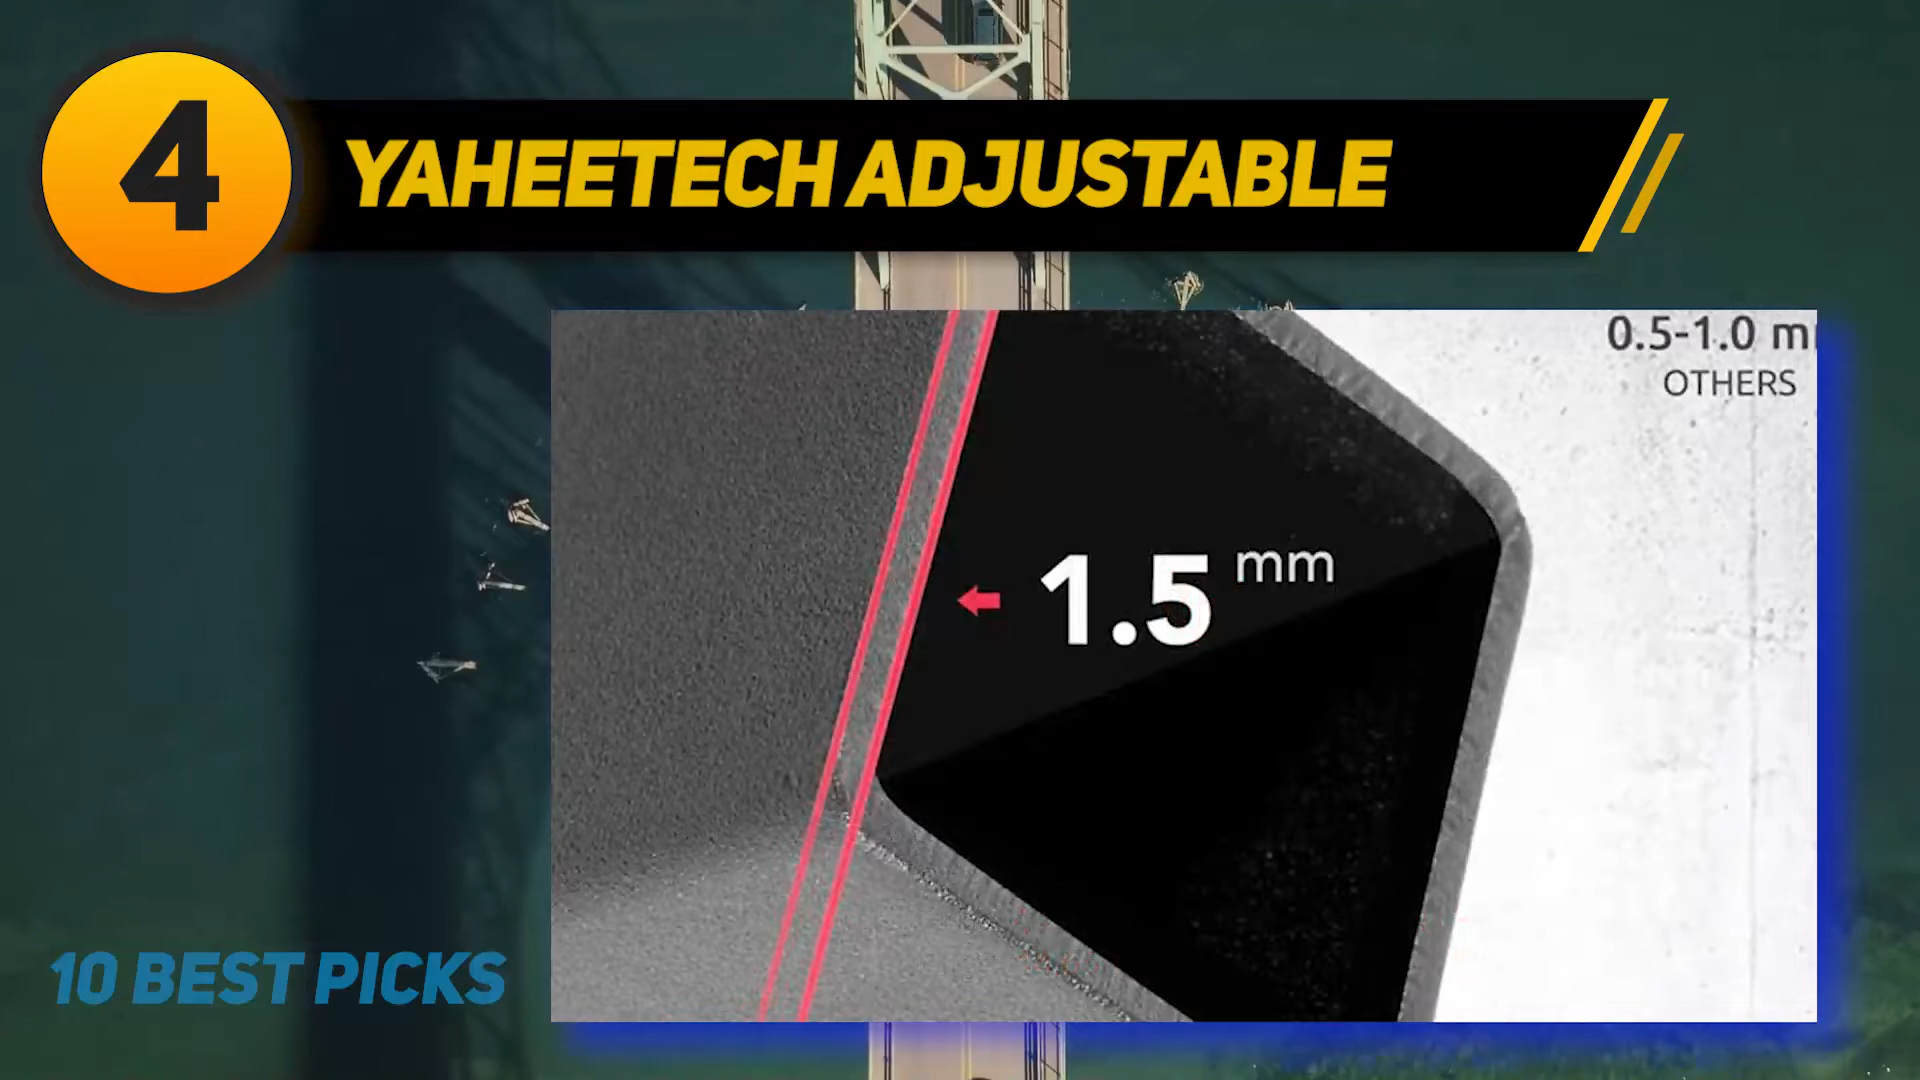 4
YAHEETECH ADJUSTABLE
0.5-1.0 m
OTHERS
1.5 mm
10 BEST PICKS